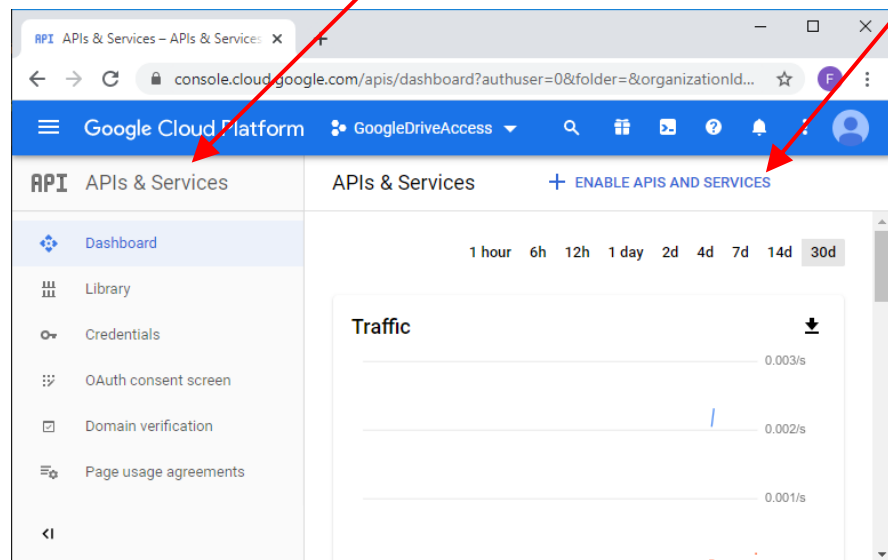 API APIs & Services – APIs & Services
console.cloud.google.com/apis/dashboard?authuser=0&folder=&organizationId... F
Google Cloud Platform GoogleDriveAccess
API APIs & Services APIs & Services + ENABLE APIS AND SERVICES
Dashboard
1 hour 6h 12h 1 day 2d 4d 7d 14d 30d
Library
Credentials
OAuth consent screen
Domain verification
Page usage agreements
Traffic
0.003/s
0.002/s
0.001/s